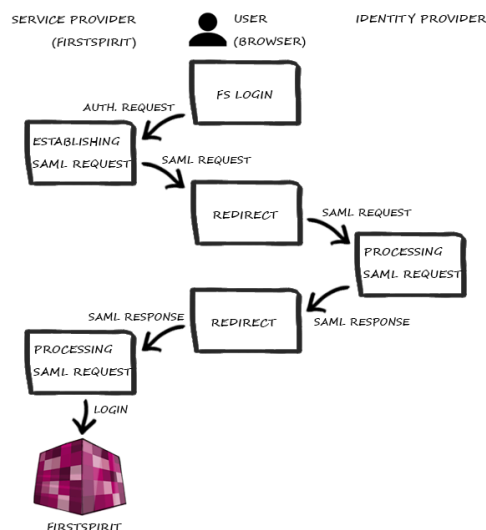 SERVICE PROVIDER
(FIRSTSPIRIT)
USER
(BROWSER)
IDENTITY PROVIDER
FS LOGIN
AUTH. REQUEST
ESTABLISHING
SAML REQUEST
SAML REQUEST
REDIRECT
SAML REQUEST
PROCESSING
SAML REQUEST
SAML RESPONSE
REDIRECT
SAML RESPONSE
PROCESSING
SAML REQUEST
LOGIN
FIRSTSPIRIT